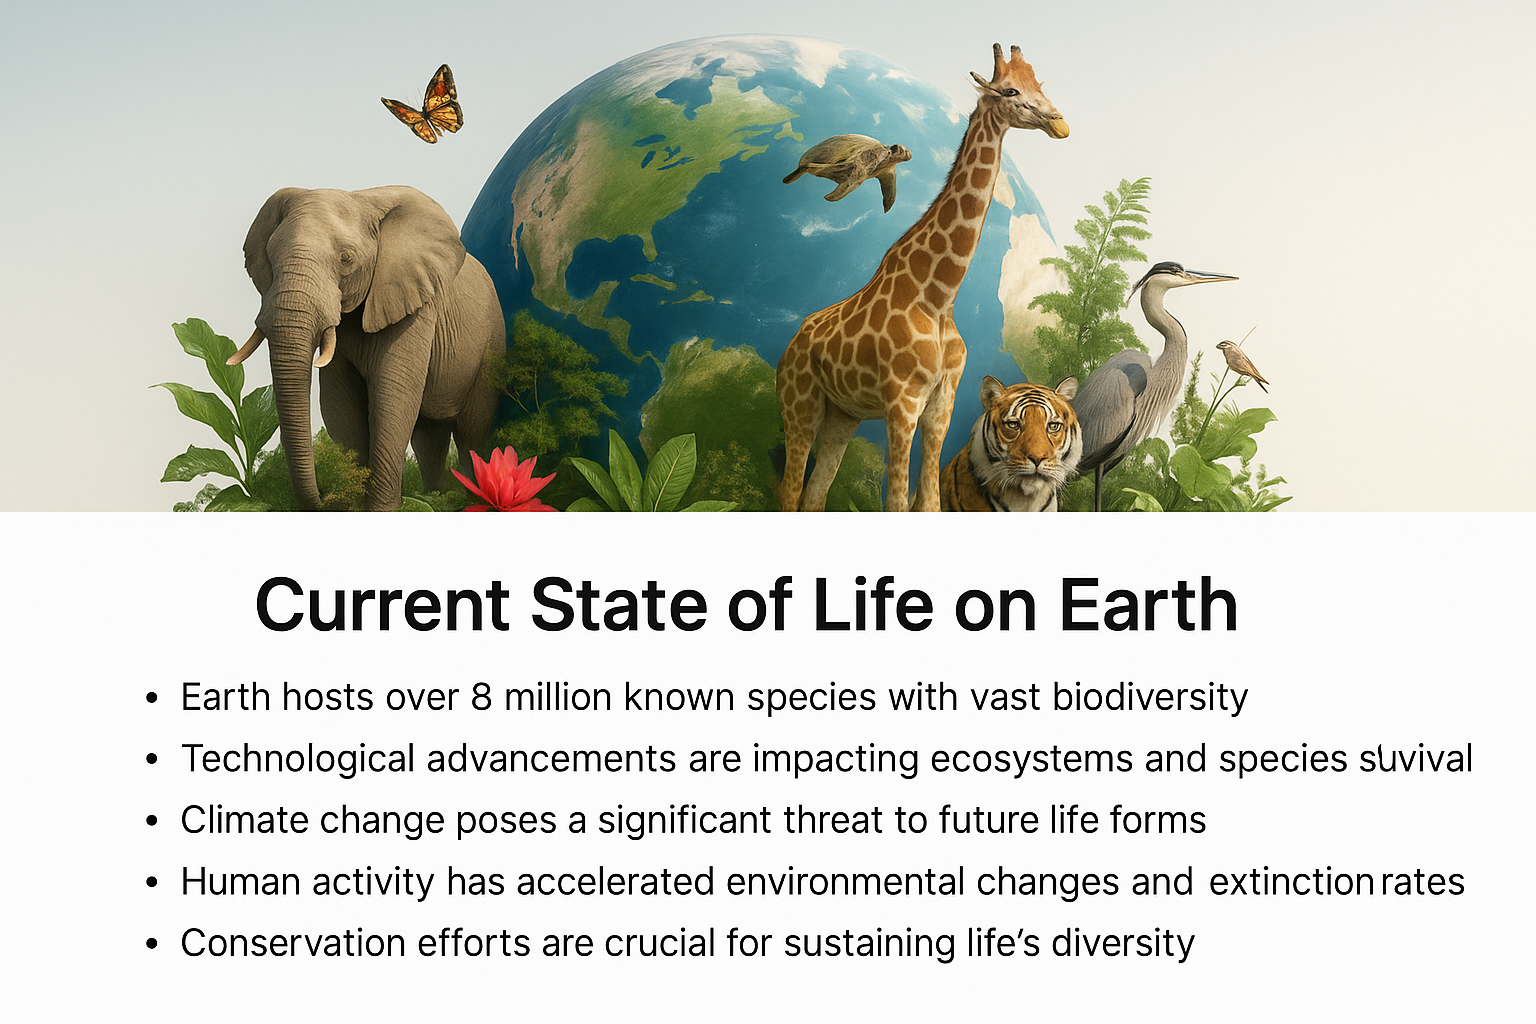 Current State of Life on Earth
• Earth hosts over 8 million known species with vast biodiversity
• Technological advancements are impacting ecosystems and species suvival
• Climate change poses a significant threat to future life forms
• Human activity has accelerated environmental changes and extinction rates
• Conservation efforts are crucial for sustaining life’s diversity